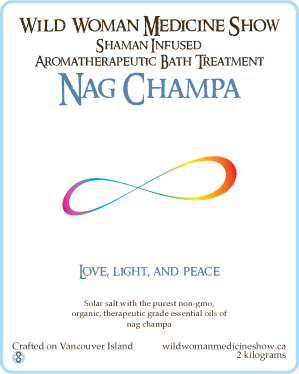 Wild Woman Medicine Show
Shaman Infused
Aromatherapeutic Bath Treatment
Nag Champa
Love, light, and peace
Solar salt with the purest non-gmo,
organic, therapeutic grade essential oils of
nag champa
Crafted on Vancouver Island
wildwomanmedicineshow.ca
2 kilograms